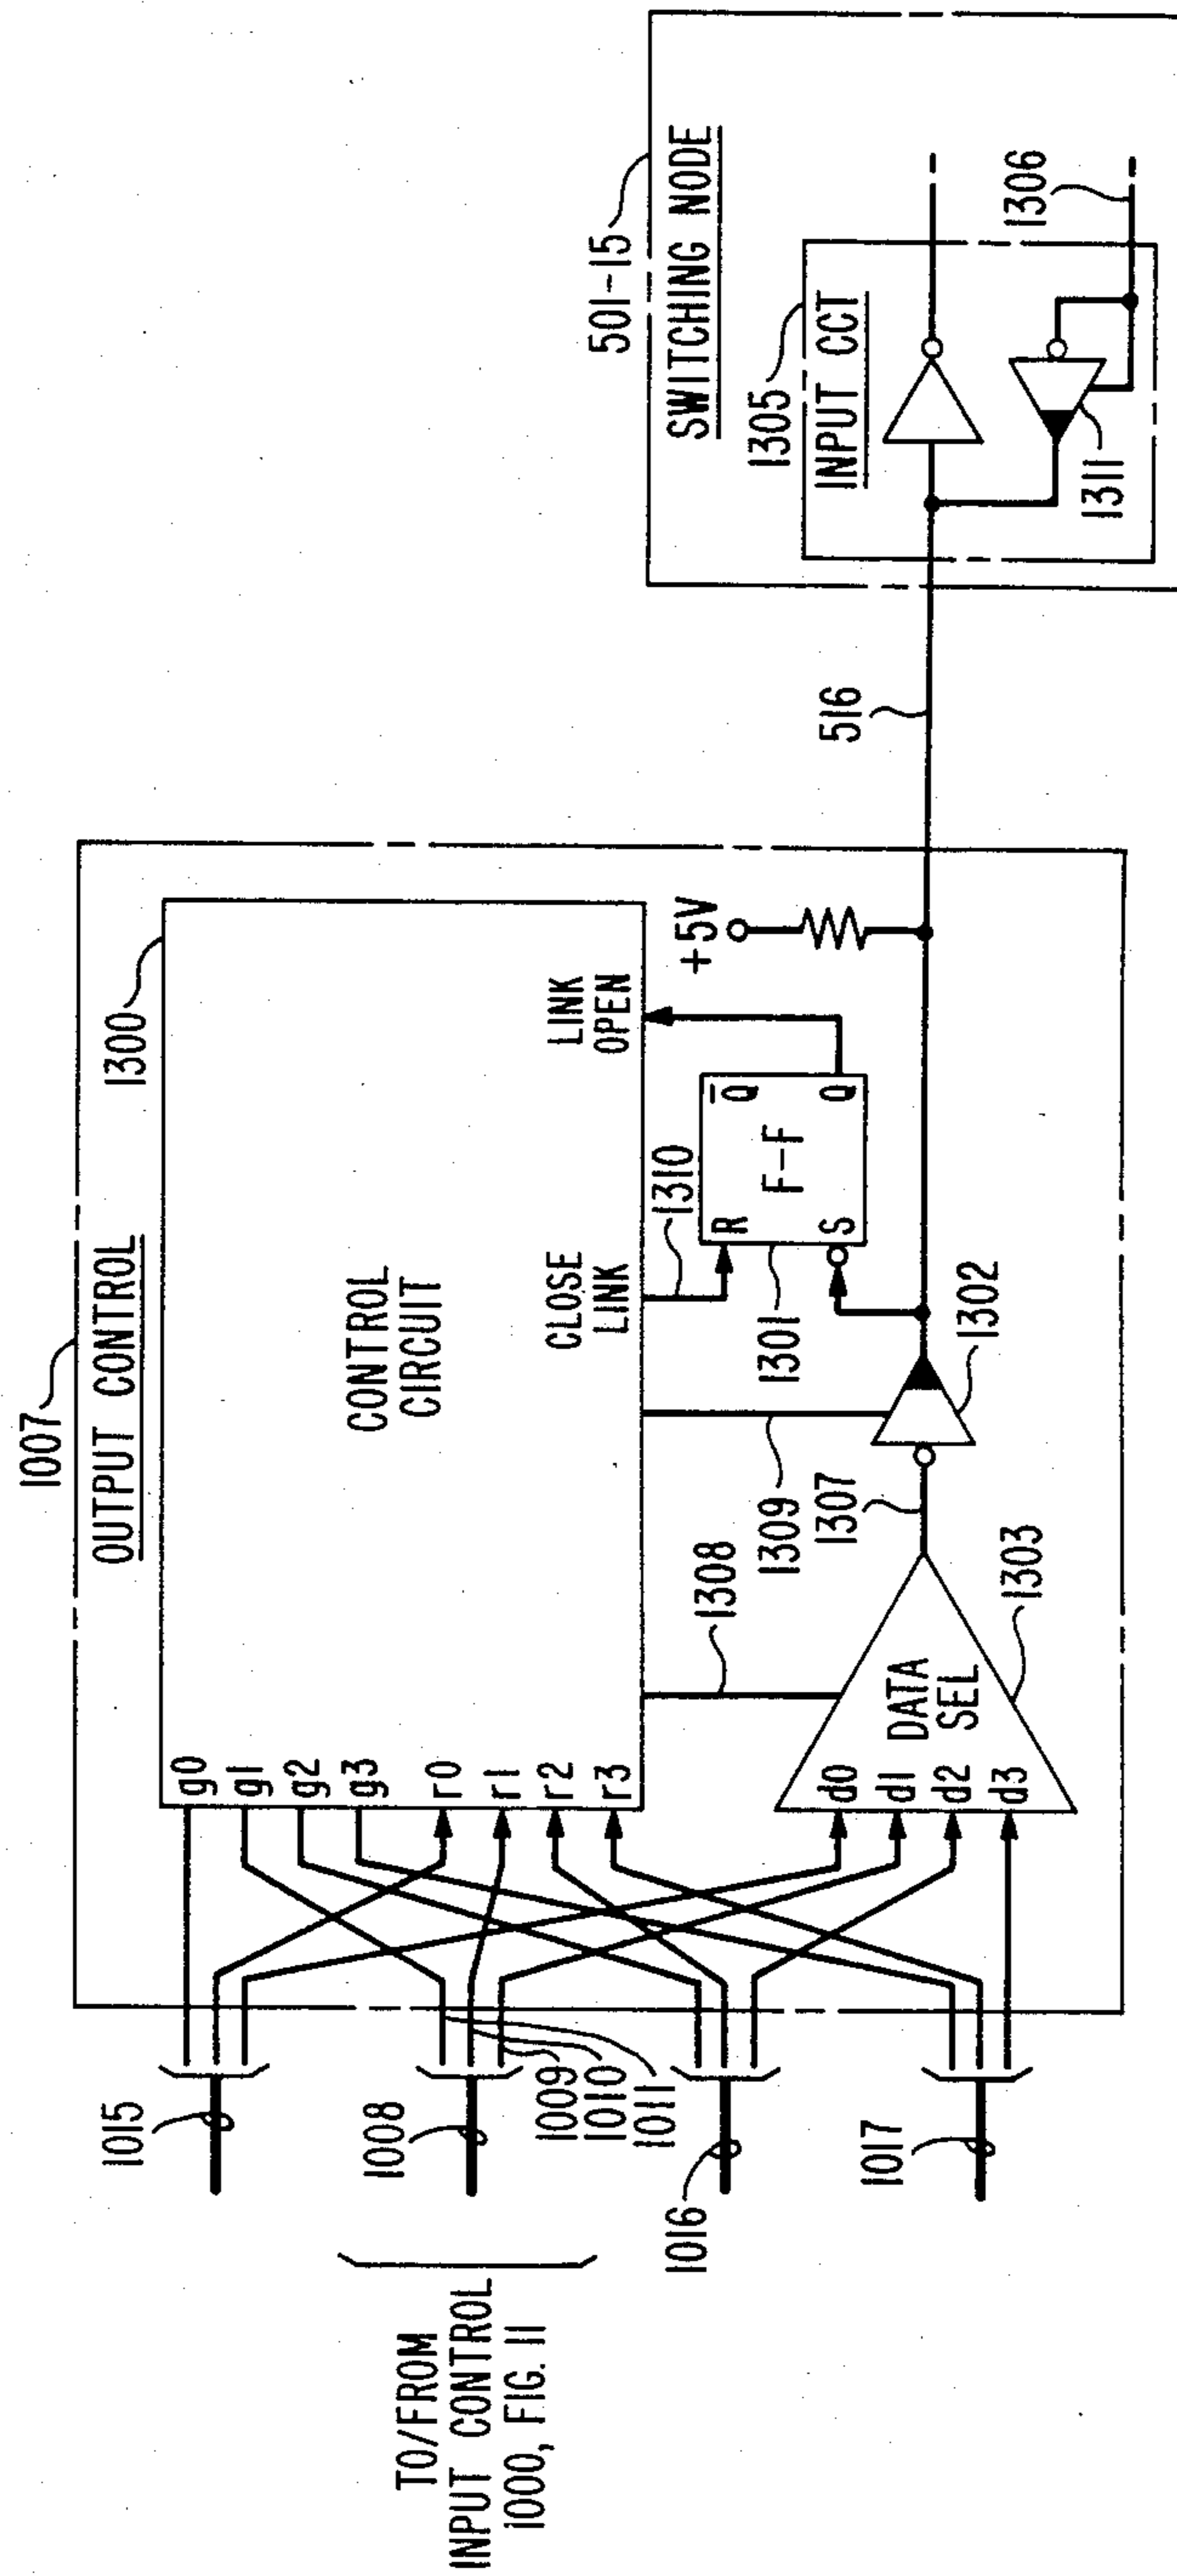 1007
OUTPUT CONTROL
1300
CONTROL
CIRCUIT
g0
g1
g2
g3
r0
r1
r2
r3
CLOSE
LINK
LINK
OPEN
1308
1309
1310
R
S
F-F
Q
Q
1301
+5V
DATA
SEL
d0
d1
d2
d3
1303
1307
1302
1015
1008
1009
1010
1011
1016
1017
TO/FROM
INPUT CONTROL
1000, FIG. 11
516
501-15
SWITCHING NODE
1305
INPUT CCT
1311
1306